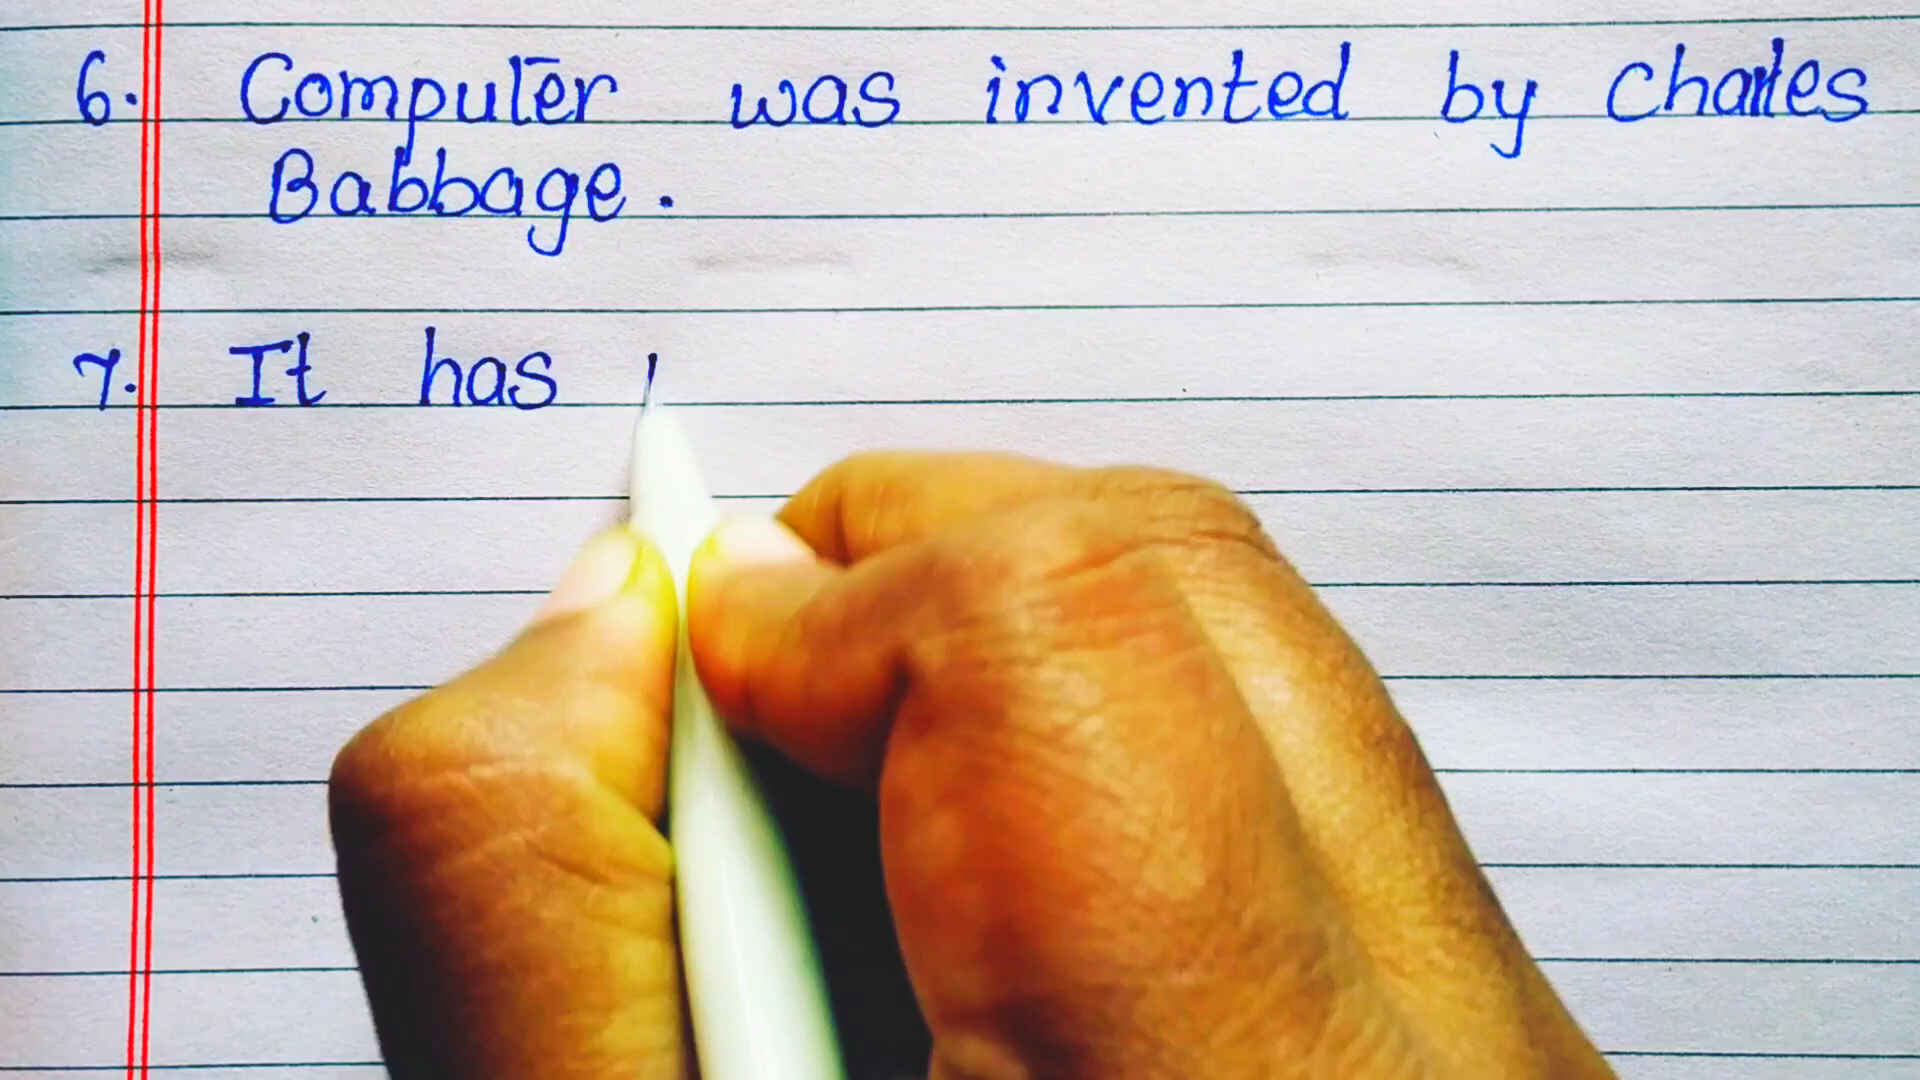 6. Computer was invented by Charles
Babbage.
7. It has